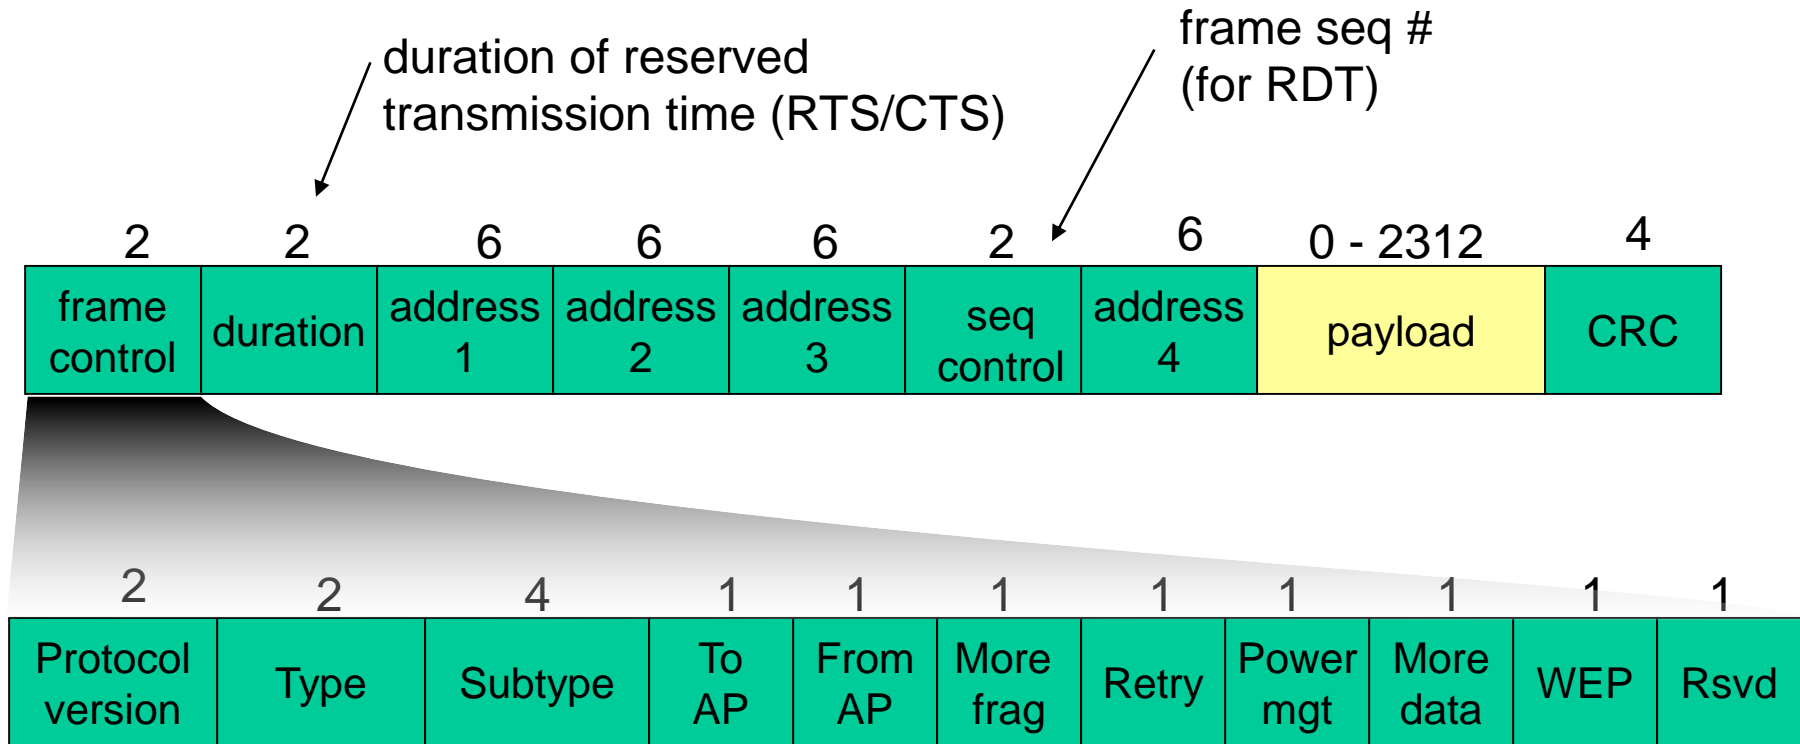 duration of reserved
transmission time (RTS/CTS)
frame seq #
(for RDT)
2 2 6 6 6 2 6 0 - 2312 4
frame
control
duration
address
1
address
2
address
3
seq
control
address
4
payload
CRC
2 2 4 1 1 1 1 1 1 1 1
Protocol
version
Type
Subtype
To
AP
From
AP
More
frag
Retry
Power
mgt
More
data
WEP
Rsvd